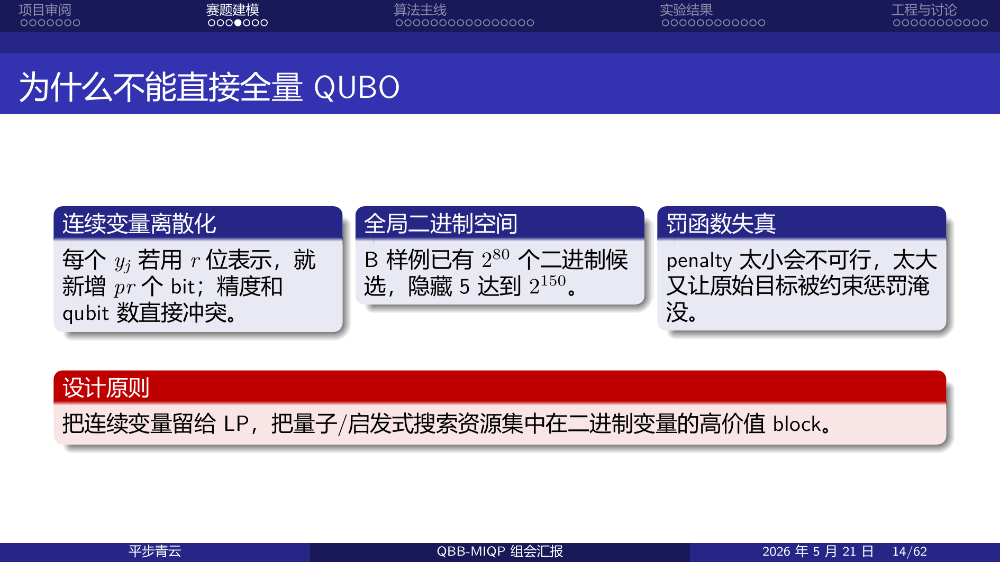 项目审阅 赛题建模 算法主线 实验结果 工程与讨论
为什么不能直接全量 QUBO
连续变量离散化
每个 y_j 若用 r 位表示，就
新增 pr 个 bit；精度和
qubit 数直接冲突。
全局二进制空间
B 样例已有 2^80 个二进制候
选，隐藏 5 达到 2^150。
罚函数失真
penalty 太小会不可行，太大
又让原始目标被约束惩罚淹
没。
设计原则
把连续变量留给 LP，把量子/启发式搜索资源集中在二进制变量的高价值 block。
平步青云 QBB-MIQP 组会汇报 2026 年 5 月 21 日 14/62